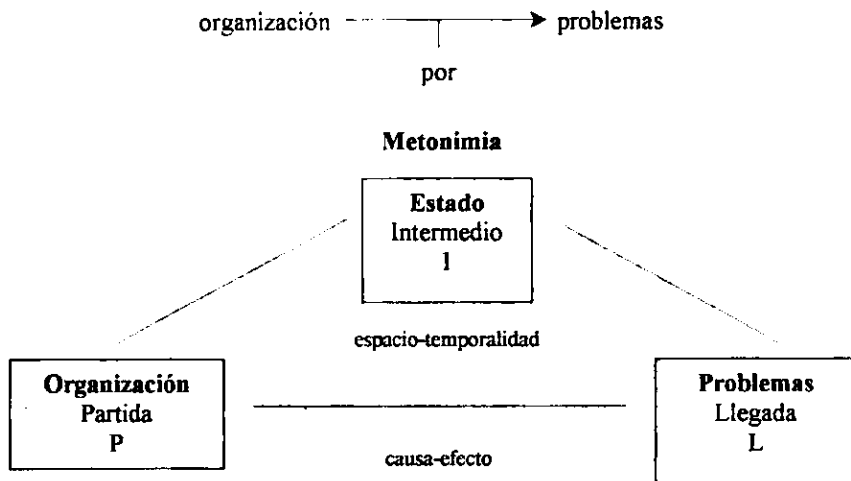 organización problemas
por
Metonimia
Estado
Intermedio
I
espacio-temporalidad
Organización
Partida
P
Problemas
Llegada
L
causa-efecto